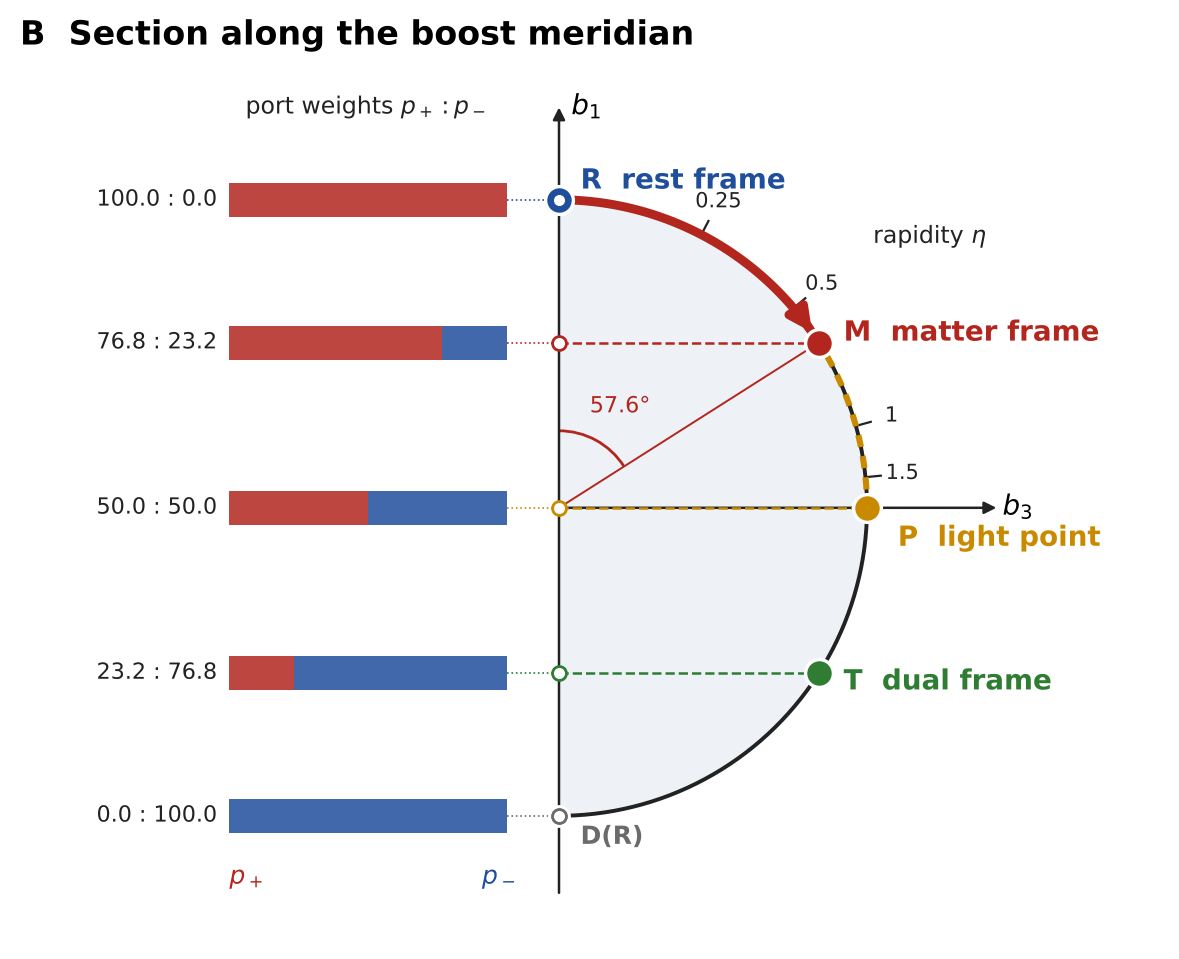 B  Section along the boost meridian
port weights p₊ : p₋
b₁
R  rest frame
100.0 : 0.0
0.25
rapidity η
0.5
76.8 : 23.2
M  matter frame
57.6°
1
1.5
50.0 : 50.0
b₃
P  light point
23.2 : 76.8
T  dual frame
0.0 : 100.0
D(R)
p₊
p₋